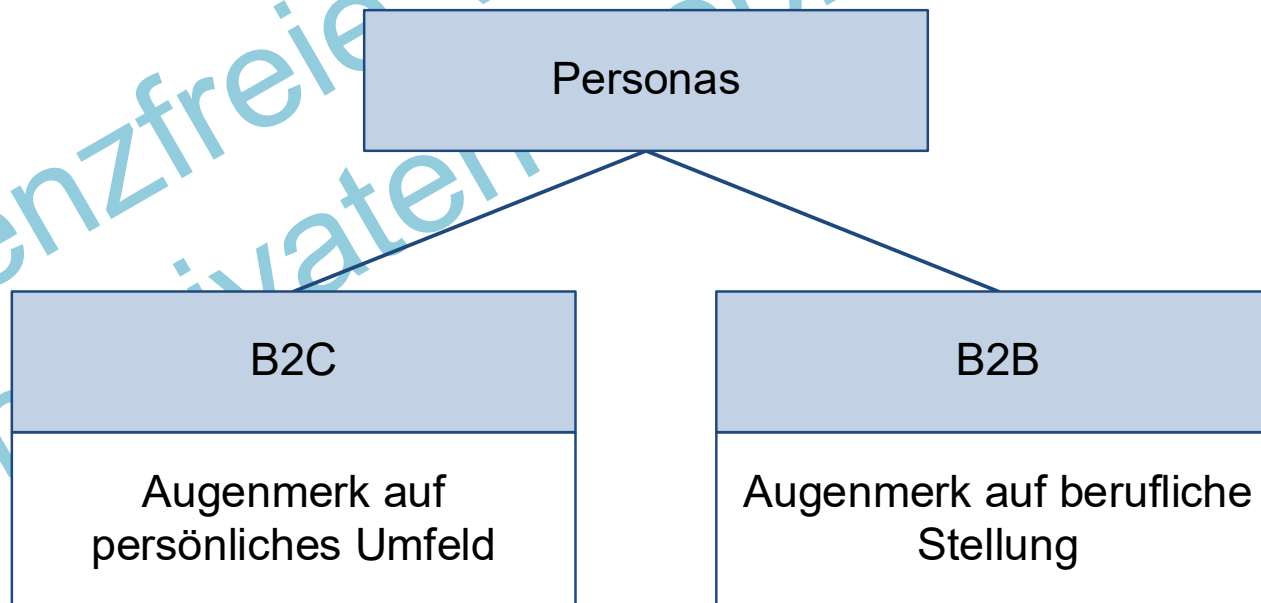 Personas
B2C
B2B
Augenmerk auf
persönliches Umfeld
Augenmerk auf berufliche
Stellung